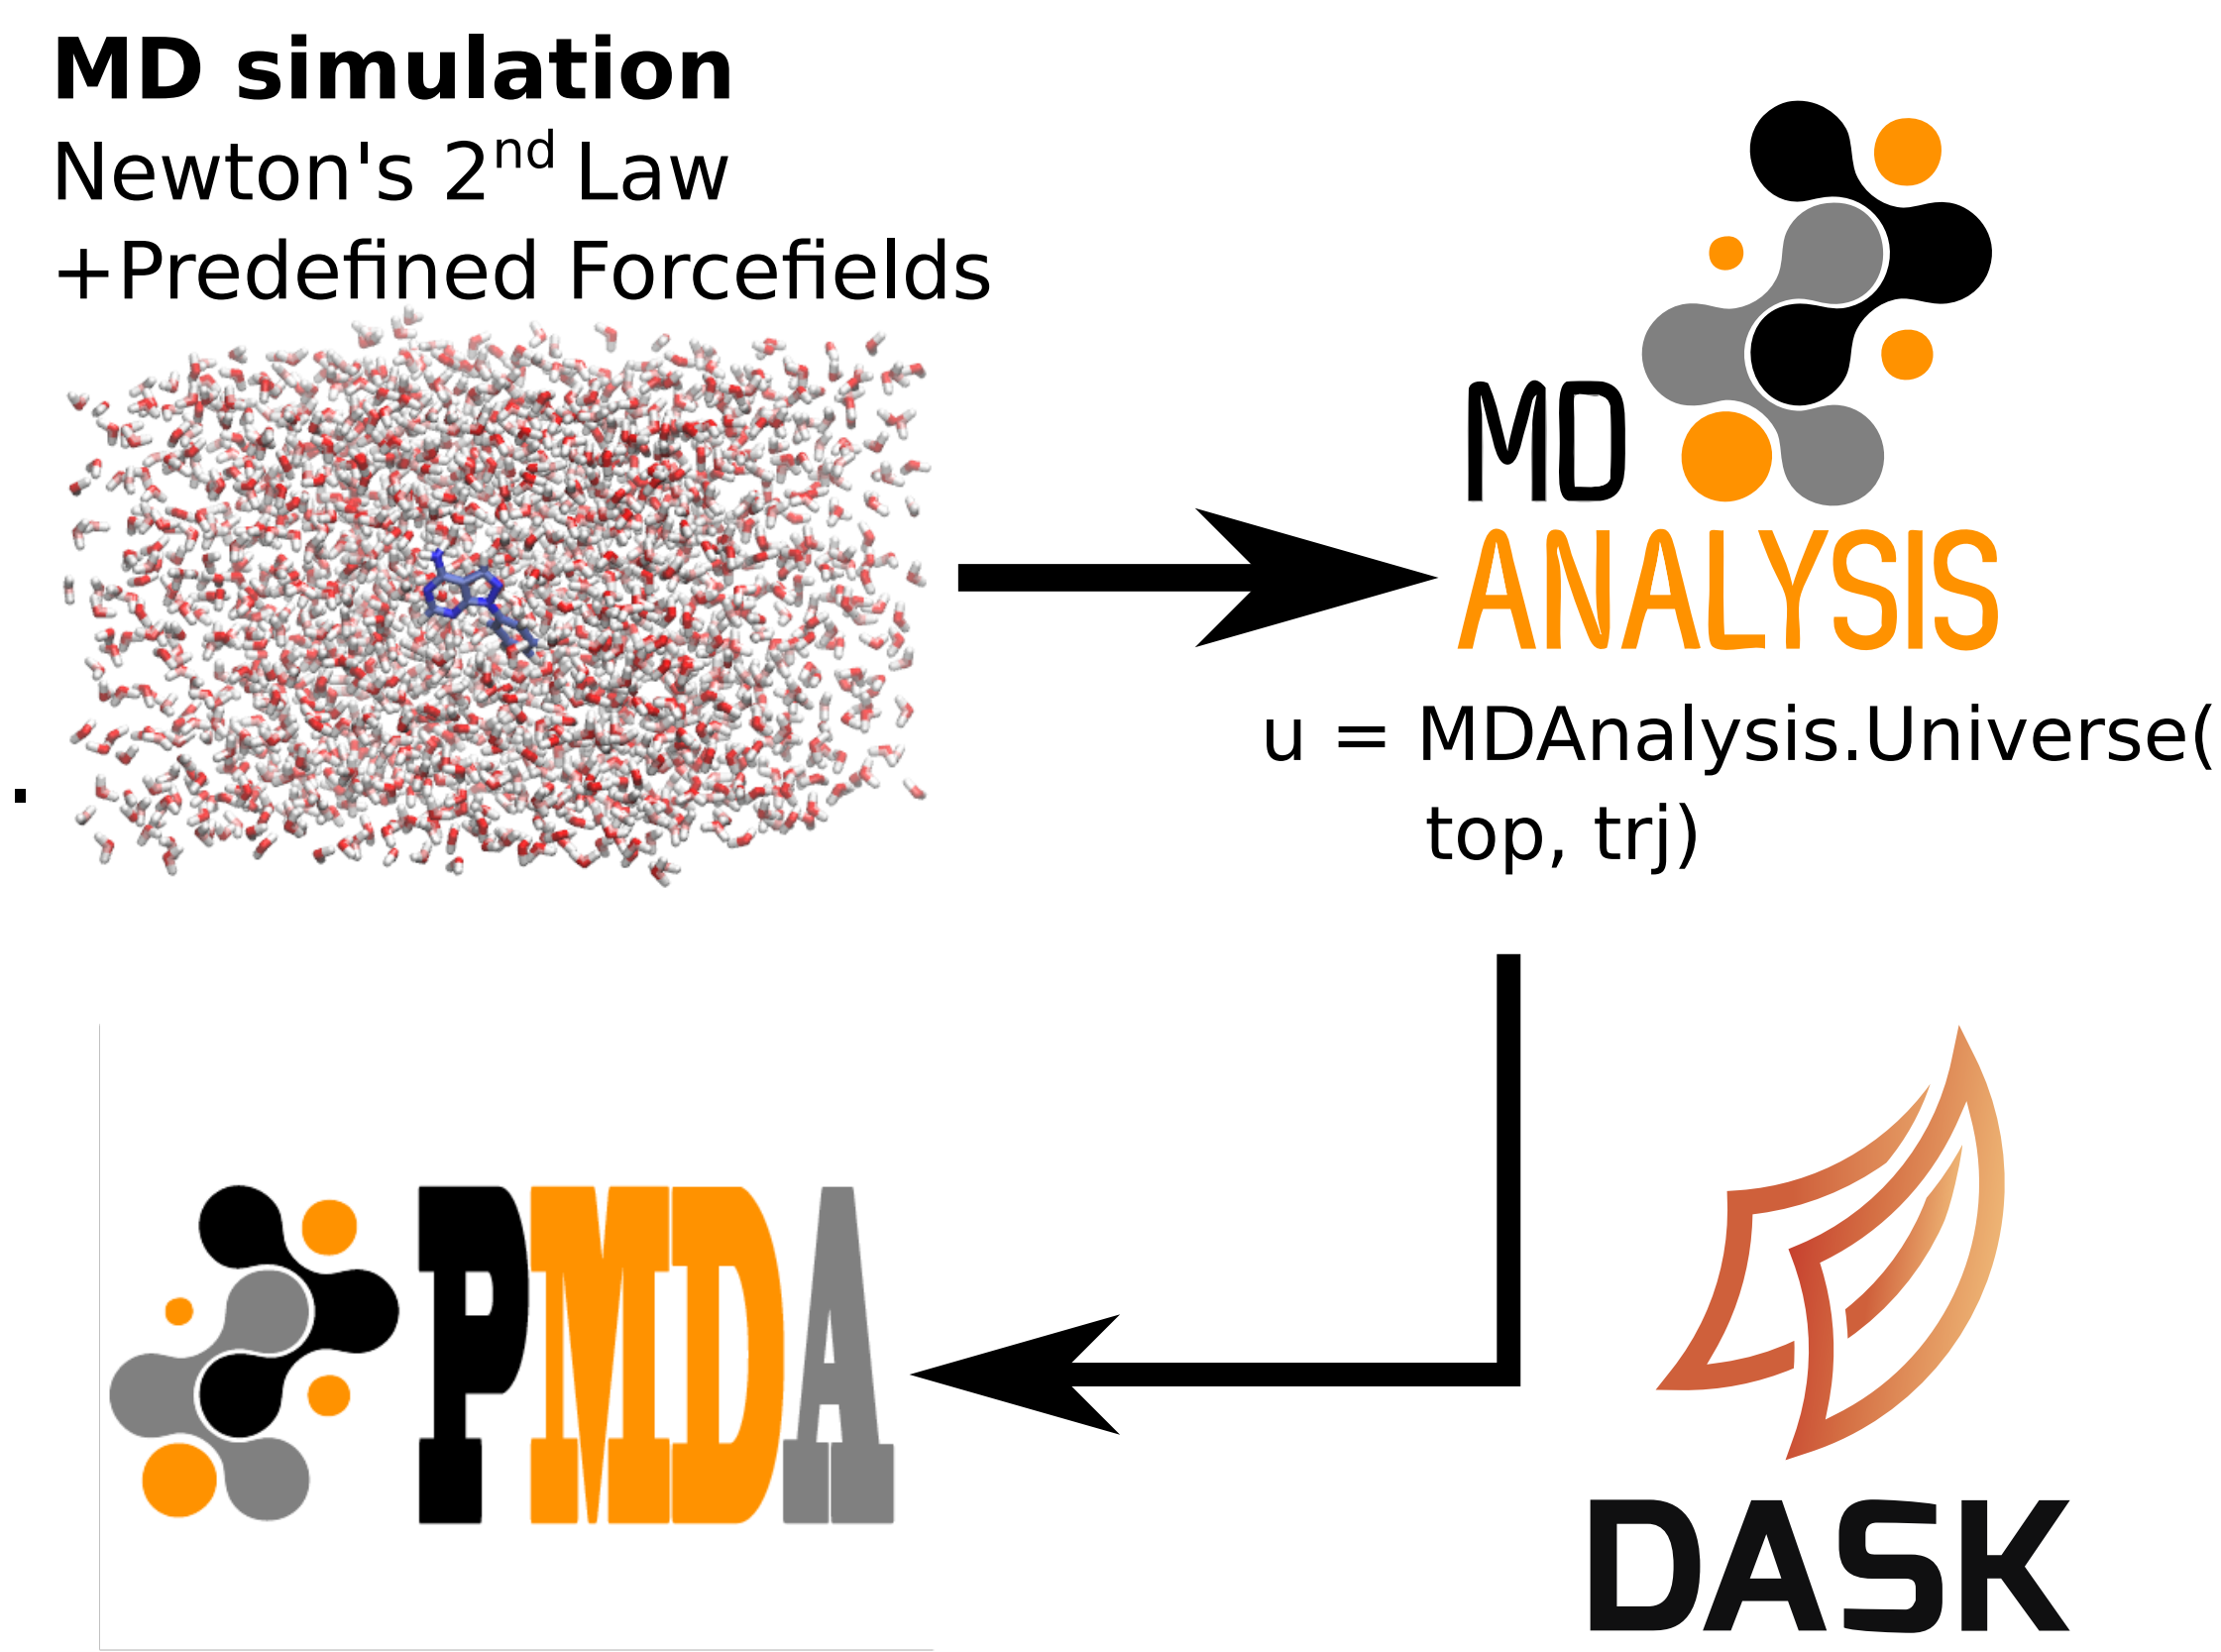 MD simulation
Newton's 2nd Law
+Predefined Forcefields
MD
ANALYSIS
u = MDAnalysis.Universe(
top, trj)
.
PMDA
DASK